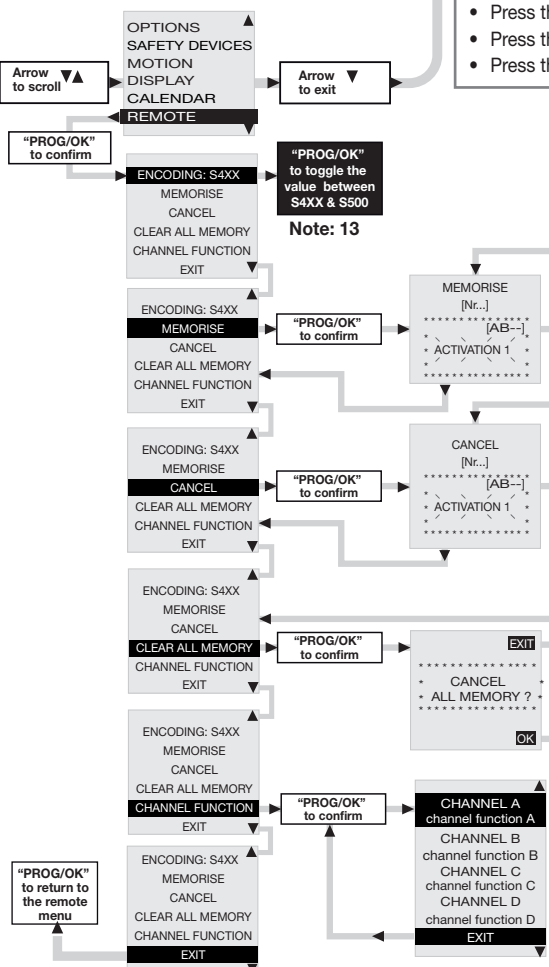 • Press th
• Press th
• Press th
OPTIONS
SAFETY DEVICES
MOTION
DISPLAY
CALENDAR
REMOTE
Arrow
to scroll
Arrow
to exit
"PROG/OK"
to confirm
ENCODING: S4XX
MEMORISE
CANCEL
CLEAR ALL MEMORY
CHANNEL FUNCTION
EXIT
"PROG/OK"
to toggle the
value between
S4XX & S500
Note: 13
ENCODING: S4XX
MEMORISE
CANCEL
CLEAR ALL MEMORY
CHANNEL FUNCTION
EXIT
"PROG/OK"
to confirm
MEMORISE
[Nr...]
* * * * * * * * * * * * * * *
[AB--]
* ACTIVATION 1 *
* * * * * * * * * * * * * * *
ENCODING: S4XX
MEMORISE
CANCEL
CLEAR ALL MEMORY
CHANNEL FUNCTION
EXIT
"PROG/OK"
to confirm
CANCEL
[Nr...]
* * * * * * * * * * * * * * *
[AB--]
* ACTIVATION 1 *
* * * * * * * * * * * * * * *
ENCODING: S4XX
MEMORISE
CANCEL
CLEAR ALL MEMORY
CHANNEL FUNCTION
EXIT
"PROG/OK"
to confirm
EXIT
* * * * * * * * * * * * * * *
* CANCEL *
* ALL MEMORY ? *
* * * * * * * * * * * * * * *
OK
ENCODING: S4XX
MEMORISE
CANCEL
CLEAR ALL MEMORY
CHANNEL FUNCTION
EXIT
"PROG/OK"
to confirm
CHANNEL A
channel function A
CHANNEL B
channel function B
CHANNEL C
channel function C
CHANNEL D
channel function D
EXIT
"PROG/OK"
to return to
the remote
menu
ENCODING: S4XX
MEMORISE
CANCEL
CLEAR ALL MEMORY
CHANNEL FUNCTION
EXIT